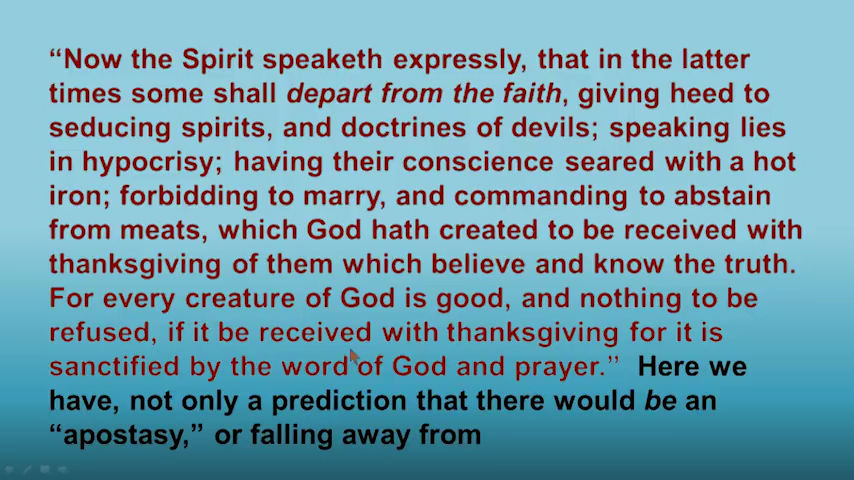 “Now the Spirit speaketh expressly, that in the latter
times some shall depart from the faith, giving heed to
seducing spirits, and doctrines of devils; speaking lies
in hypocrisy; having their conscience seared with a hot
iron; forbidding to marry, and commanding to abstain
from meats, which God hath created to be received with
thanksgiving of them which believe and know the truth.
For every creature of God is good, and nothing to be
refused, if it be received with thanksgiving for it is
sanctified by the word of God and prayer.” Here we
have, not only a prediction that there would be an
“apostasy,” or falling away from